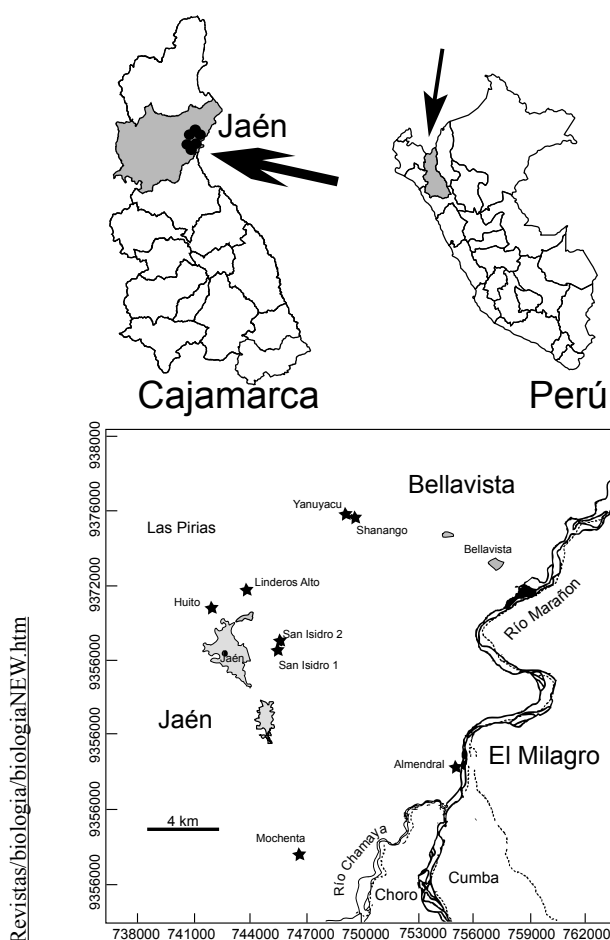 Jaén
Cajamarca
Perú
9380000
9376000
9372000
9356000
9356000
9356000
9356000
Bellavista
Yanuyacu
Shanango
Las Pirias
Bellavista
Linderos Alto
Huito
Río Marañon
San Isidro 2
Jaén
San Isidro 1
Jaén
El Milagro
Almendral
4 km
Mochenta
Río Chamaya
Choro
Cumba
738000 741000 744000 747000 750000 753000 756000 759000 762000
Revistas/biologia/biologiaNEW.htm